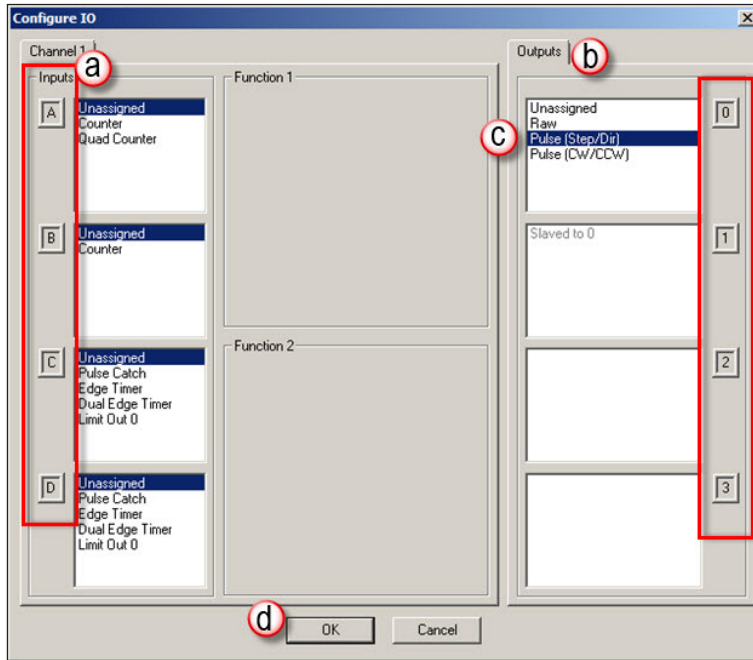 Configure IO
X
Channel 1
a
Outputs
b
Inputs
Function 1
A
Unassigned
Counter
Quad Counter
c
Unassigned
Raw
Pulse (Step/Dir)
Pulse (CW/CCW)
0
B
Unassigned
Counter
Slaved to 0
1
Function 2
C
Unassigned
Pulse Catch
Edge Timer
Dual Edge Timer
Limit Out 0
2
D
Unassigned
Pulse Catch
Edge Timer
Dual Edge Timer
Limit Out 0
3
d
OK
Cancel